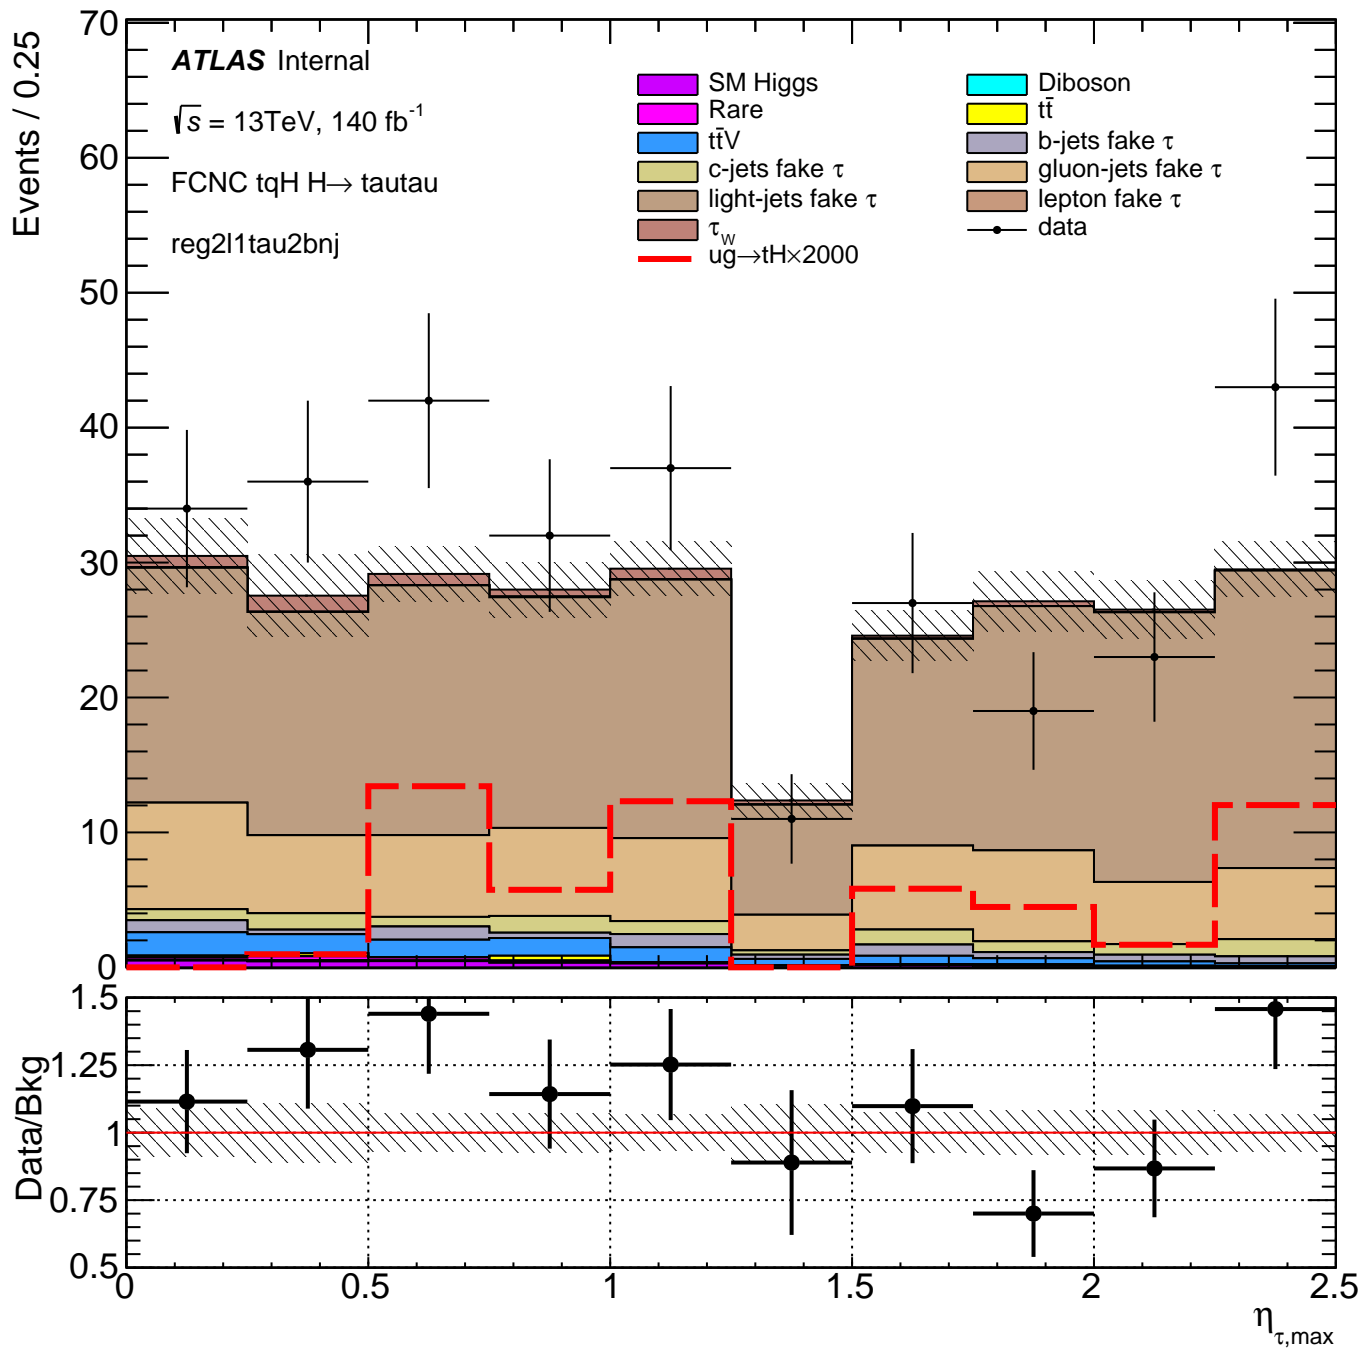 Events / 0.25
70
60
50
40
30
20
10
0
ATLAS Internal
√s = 13TeV, 140 fb⁻¹
FCNC tqH H→ tautau
reg2l1tau2bnj
SM Higgs
Rare
tt̄V
c-jets fake τ
light-jets fake τ
τ_W
ug→tH×2000
Diboson
tt̄
b-jets fake τ
gluon-jets fake τ
lepton fake τ
data
Data/Bkg
1.5
1.25
1
0.75
0.5
0 0.5 1 1.5 2 2.5
η_τ,max